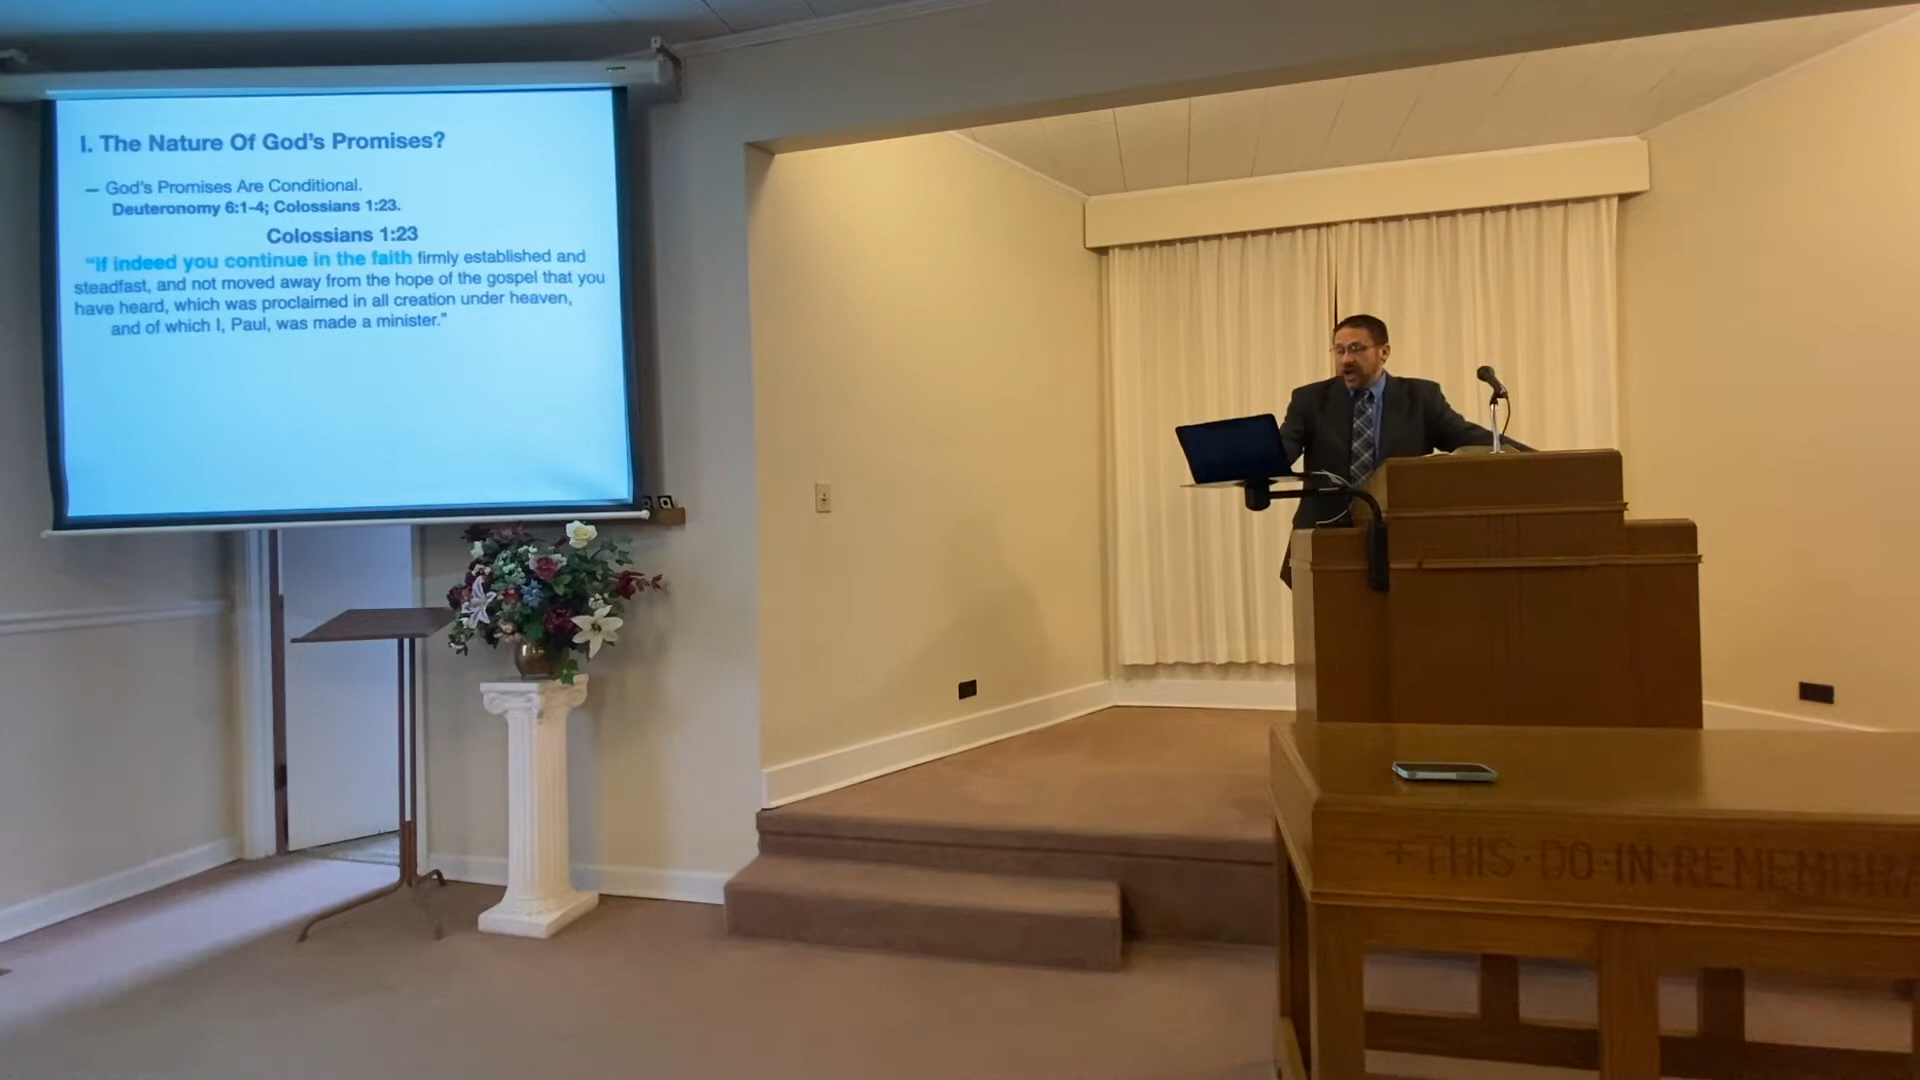 I. The Nature Of God's Promises?
— God's Promises Are Conditional.
Deuteronomy 6:1-4; Colossians 1:23.
Colossians 1:23
"if indeed you continue in the faith firmly established and
steadfast, and not moved away from the hope of the gospel that you
have heard, which was proclaimed in all creation under heaven,
and of which I, Paul, was made a minister."
+THIS·DO·IN·REMEMBRA